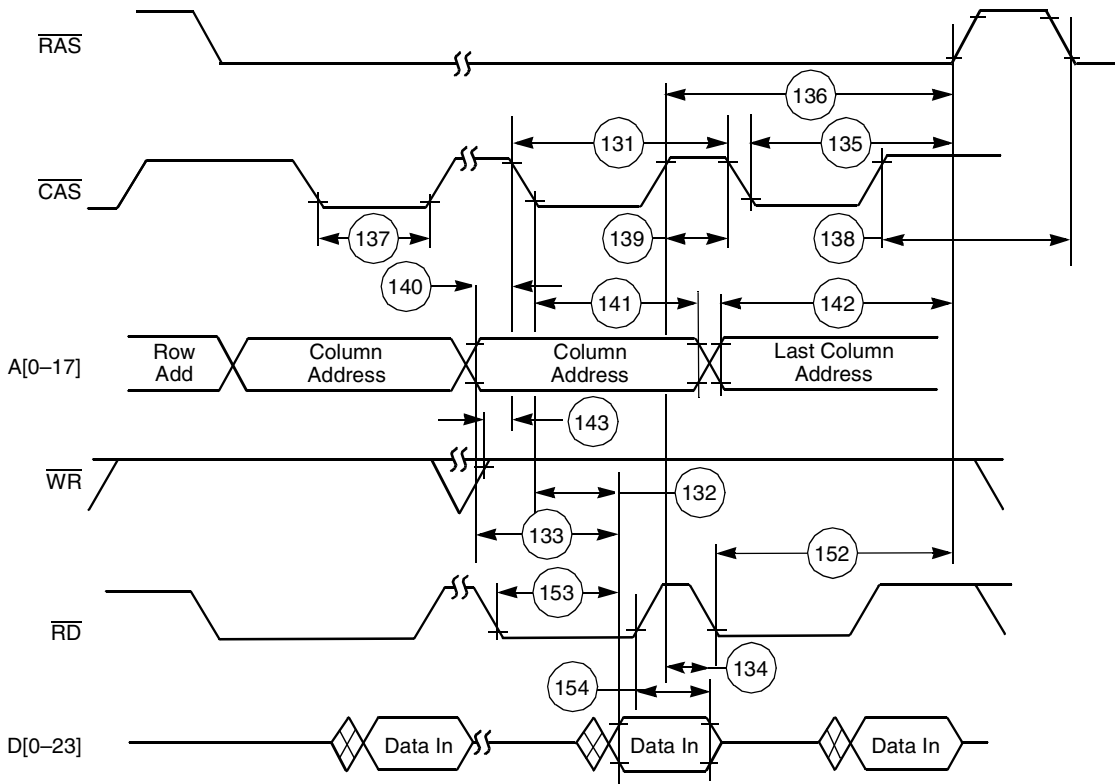 RAS
136
131
135
CAS
137
139
138
140
141
142
A[0–17]
Row
Add
Column
Address
Column
Address
Last Column
Address
143
WR
132
133
152
153
RD
134
154
D[0–23]
Data In
Data In
Data In